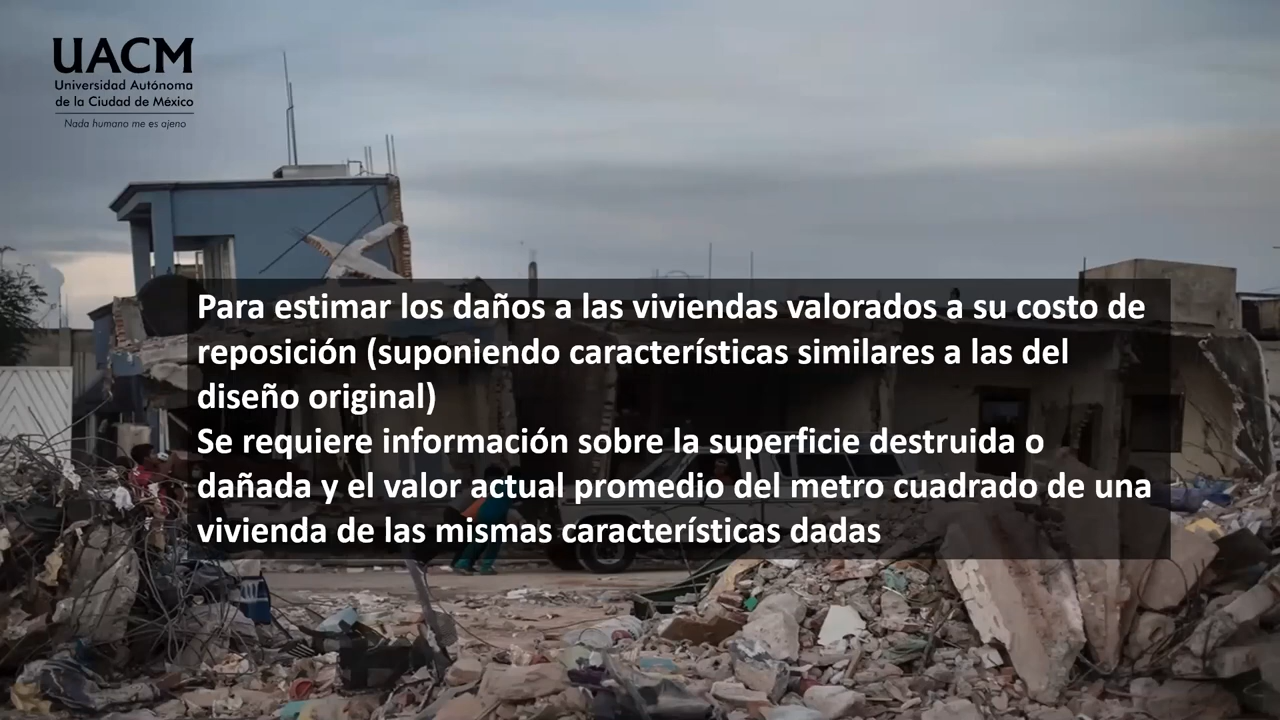 UACM
Universidad Autónoma
de la Ciudad de México
Nada humano me es ajeno
Para estimar los daños a las viviendas valorados a su costo de
reposición (suponiendo características similares a las del
diseño original)
Se requiere información sobre la superficie destruida o
dañada y el valor actual promedio del metro cuadrado de una
vivienda de las mismas características dadas